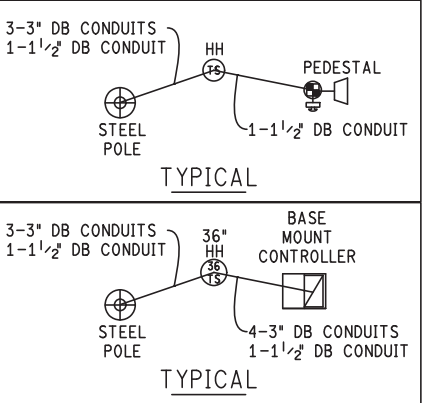 3-3" DB CONDUITS
1-1 1/2" DB CONDUIT
HH
TS
PEDESTAL
STEEL
POLE
1-1 1/2" DB CONDUIT
TYPICAL
3-3" DB CONDUITS
1-1 1/2" DB CONDUIT
36"
HH
36
TS
BASE
MOUNT
CONTROLLER
STEEL
POLE
4-3" DB CONDUITS
1-1 1/2" DB CONDUIT
TYPICAL